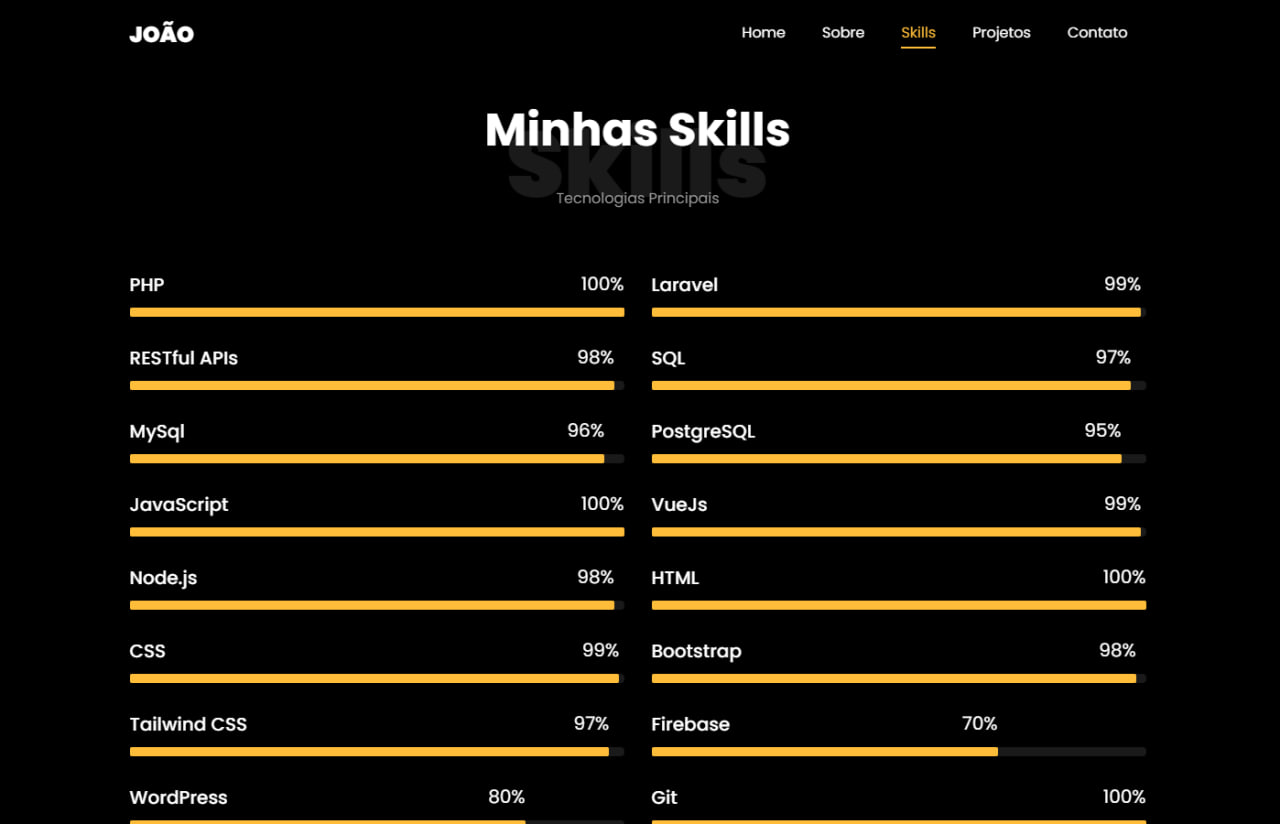 JOÃO Home Sobre Skills Projetos Contato
Minhas Skills
Skills
Tecnologias Principais
PHP 100% Laravel 99%
RESTful APIs 98% SQL 97%
MySql 96% PostgreSQL 95%
JavaScript 100% VueJs 99%
Node.js 98% HTML 100%
CSS 99% Bootstrap 98%
Tailwind CSS 97% Firebase 70%
WordPress 80% Git 100%